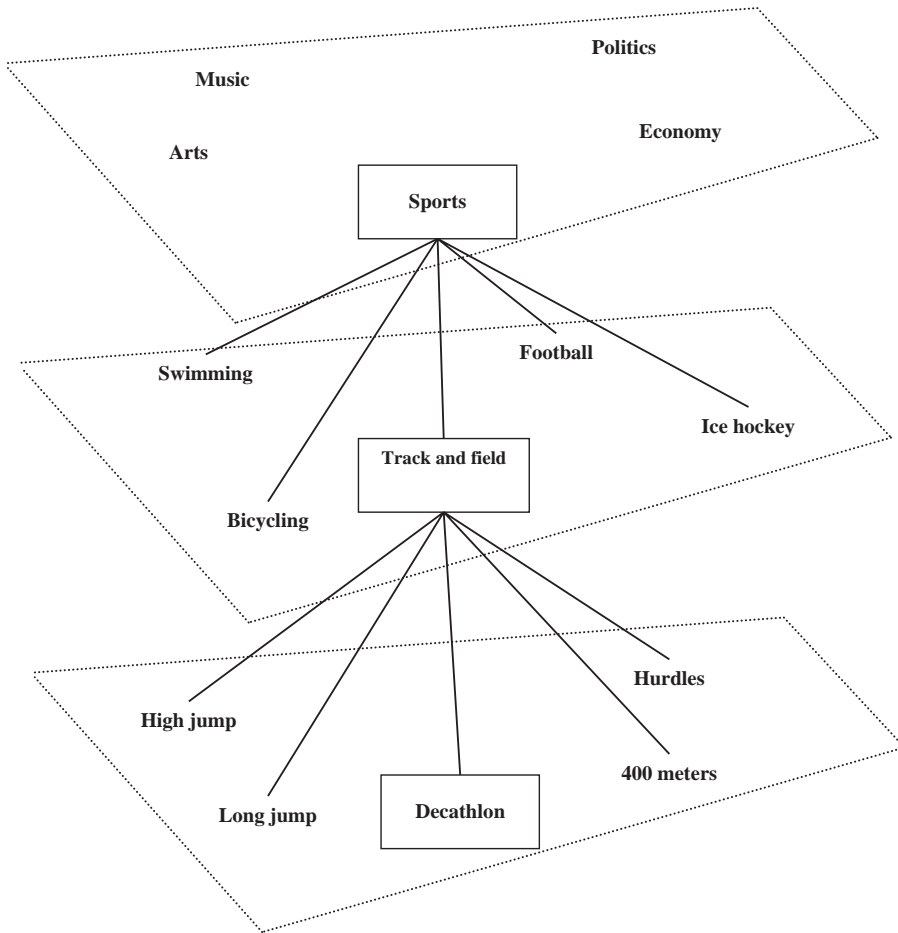 Politics
Music
Economy
Arts
Sports
Football
Swimming
Ice hockey
Track and field
Bicycling
Hurdles
High jump
400 meters
Long jump
Decathlon